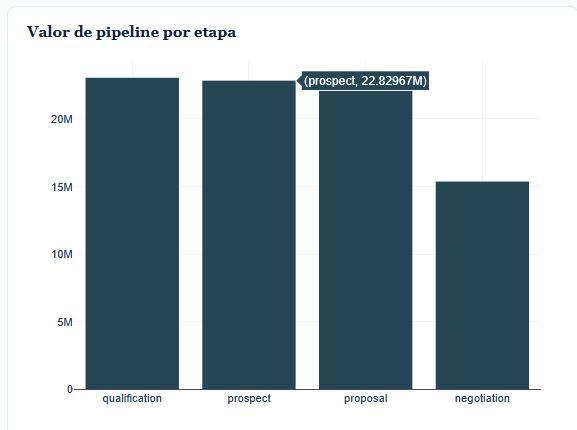 Valor de pipeline por etapa
(prospect, 22.82967M)
20M
15M
10M
5M
0
qualification prospect proposal negotiation